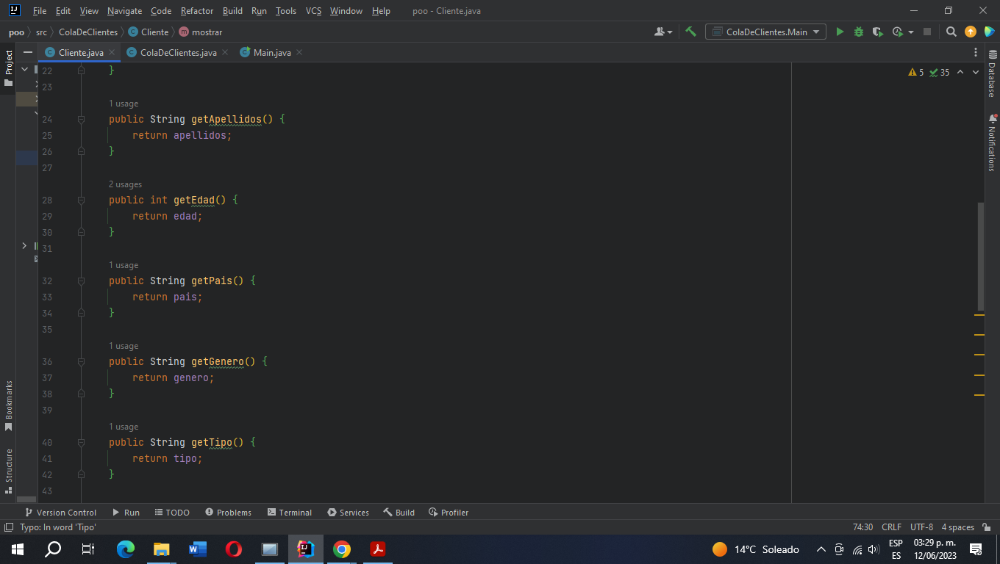 File Edit View Navigate Code Refactor Build Run Tools VCS Window Help poo - Cliente.java
poo src ColaDeClientes Cliente mostrar ColaDeClientes.Main
Project
Cliente.java ColaDeClientes.java Main.java
5 35
Database
Notifications
Bookmarks
Structure
22 }
23
1 usage
24 public String getApellidos() {
25 return apellidos;
26 }
27
2 usages
28 public int getEdad() {
29 return edad;
30 }
31
1 usage
32 public String getPais() {
33 return pais;
34 }
35
1 usage
36 public String getGenero() {
37 return genero;
38 }
39
1 usage
40 public String getTipo() {
41 return tipo;
42 }
43
Version Control Run TODO Problems Terminal Services Build Profiler
Typo: In word 'Tipo' 74:30 CRLF UTF-8 4 spaces
14°C Soleado ESP 03:29 p. m.
ES 12/06/2023